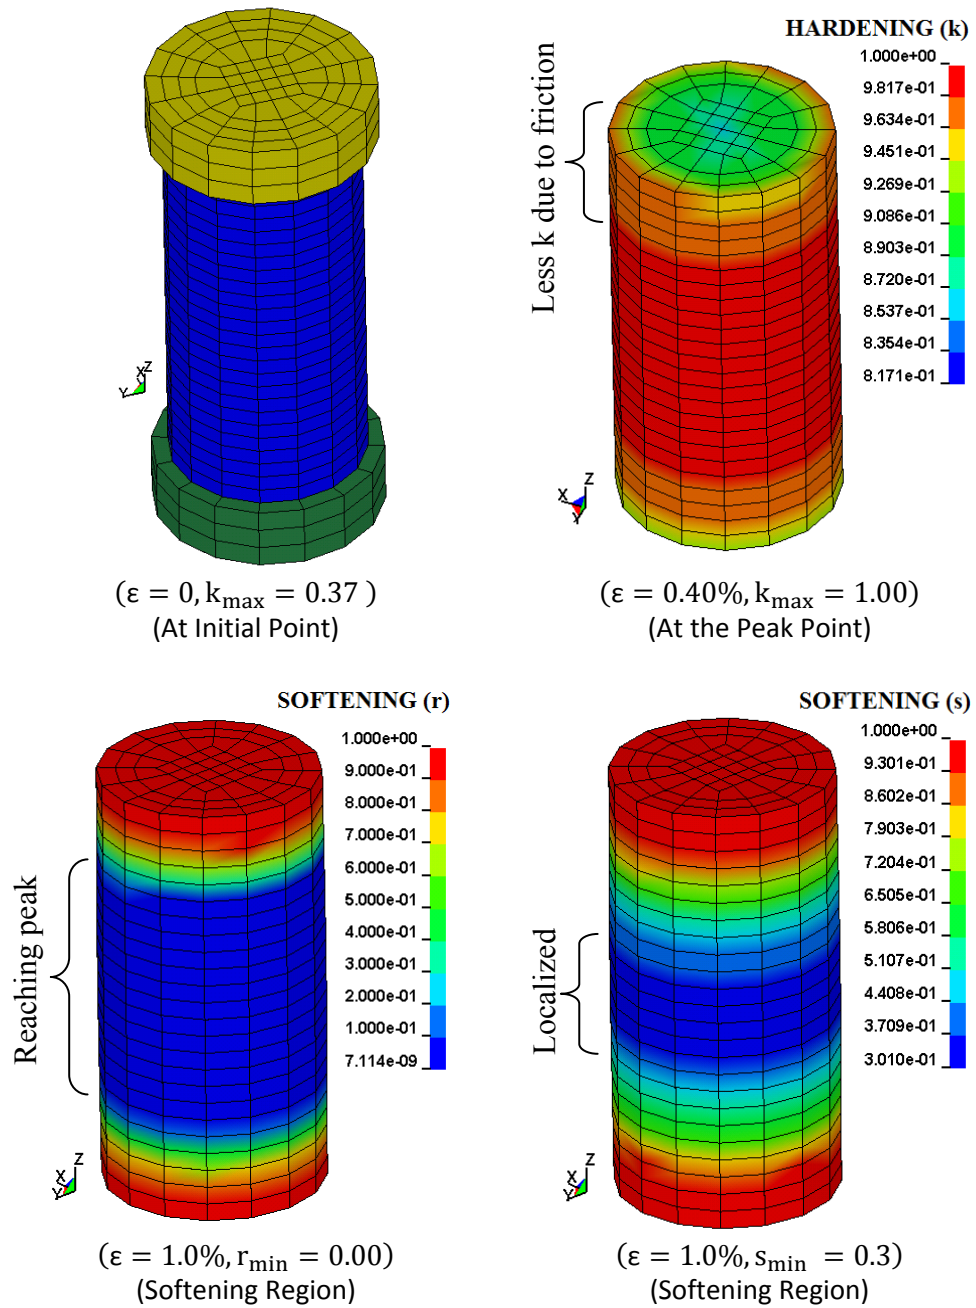 HARDENING (k)
1.000e+00
9.817e-01
9.634e-01
9.451e-01
9.269e-01
9.086e-01
8.903e-01
8.720e-01
8.537e-01
8.354e-01
8.171e-01
Less k due to friction
X Z
Y
Z
X
Y
(ε = 0, kmax = 0.37 )
(At Initial Point)
(ε = 0.40%, kmax = 1.00)
(At the Peak Point)
SOFTENING (r)
1.000e+00
9.000e-01
8.000e-01
7.000e-01
6.000e-01
5.000e-01
4.000e-01
3.000e-01
2.000e-01
1.000e-01
7.114e-09
Reaching peak
Z
X
Y
(ε = 1.0%, rmin = 0.00)
(Softening Region)
SOFTENING (s)
1.000e+00
9.301e-01
8.602e-01
7.903e-01
7.204e-01
6.505e-01
5.806e-01
5.107e-01
4.408e-01
3.709e-01
3.010e-01
Localized
Z
X
Y
(ε = 1.0%, smin = 0.3)
(Softening Region)